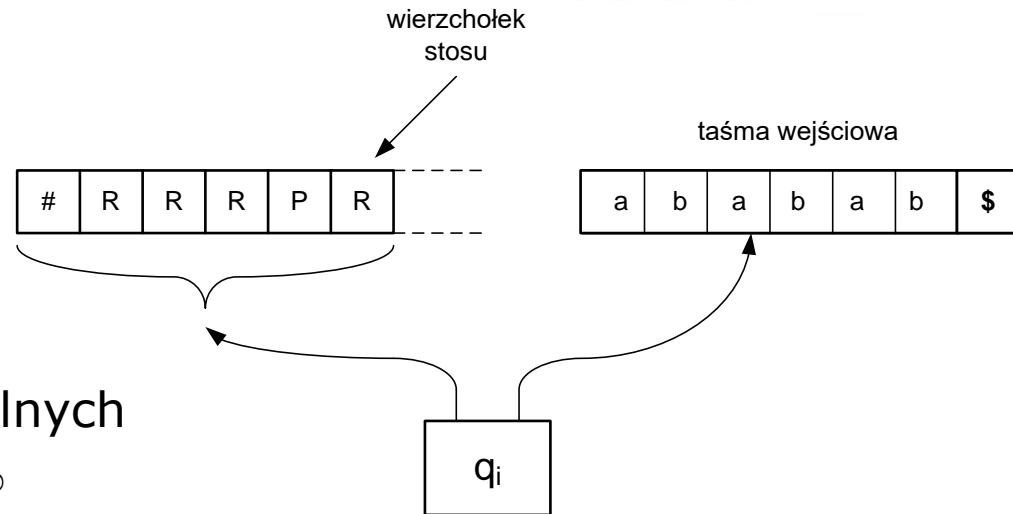 wierzchołek
stosu
taśma wejściowa
# R R R P R
a b a b a b $
lnych
qi